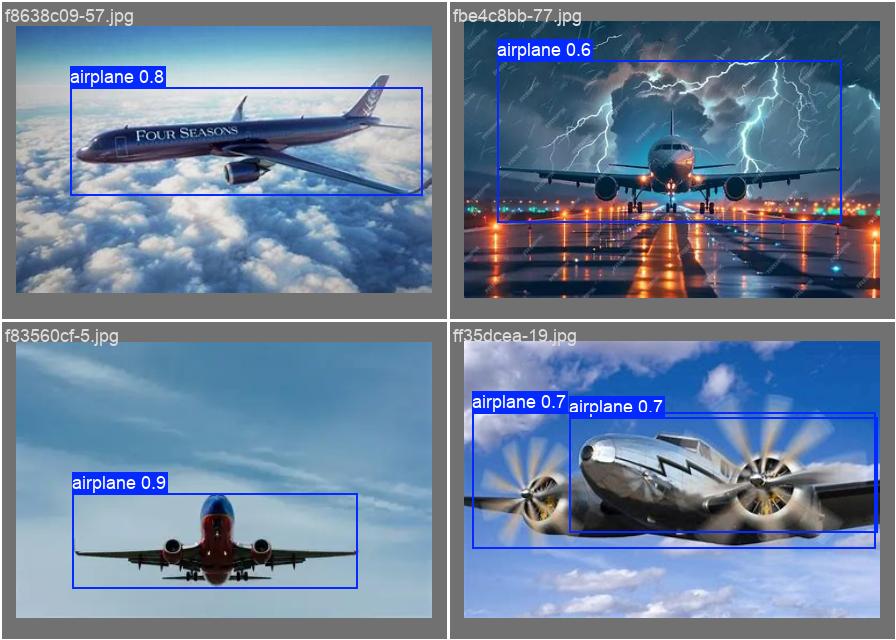 f8638c09-57.jpg
airplane 0.8
FOUR SEASONS
fbe4c8bb-77.jpg
airplane 0.6
f83560cf-5.jpg
airplane 0.9
ff35dcea-19.jpg
airplane 0.7
airplane 0.7